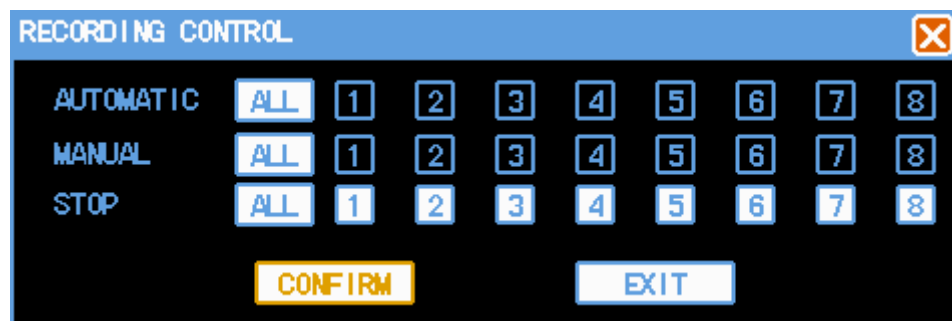 RECORDING CONTROL
AUTOMATIC ALL 1 2 3 4 5 6 7 8
MANUAL ALL 1 2 3 4 5 6 7 8
STOP ALL 1 2 3 4 5 6 7 8
CONFIRM EXIT